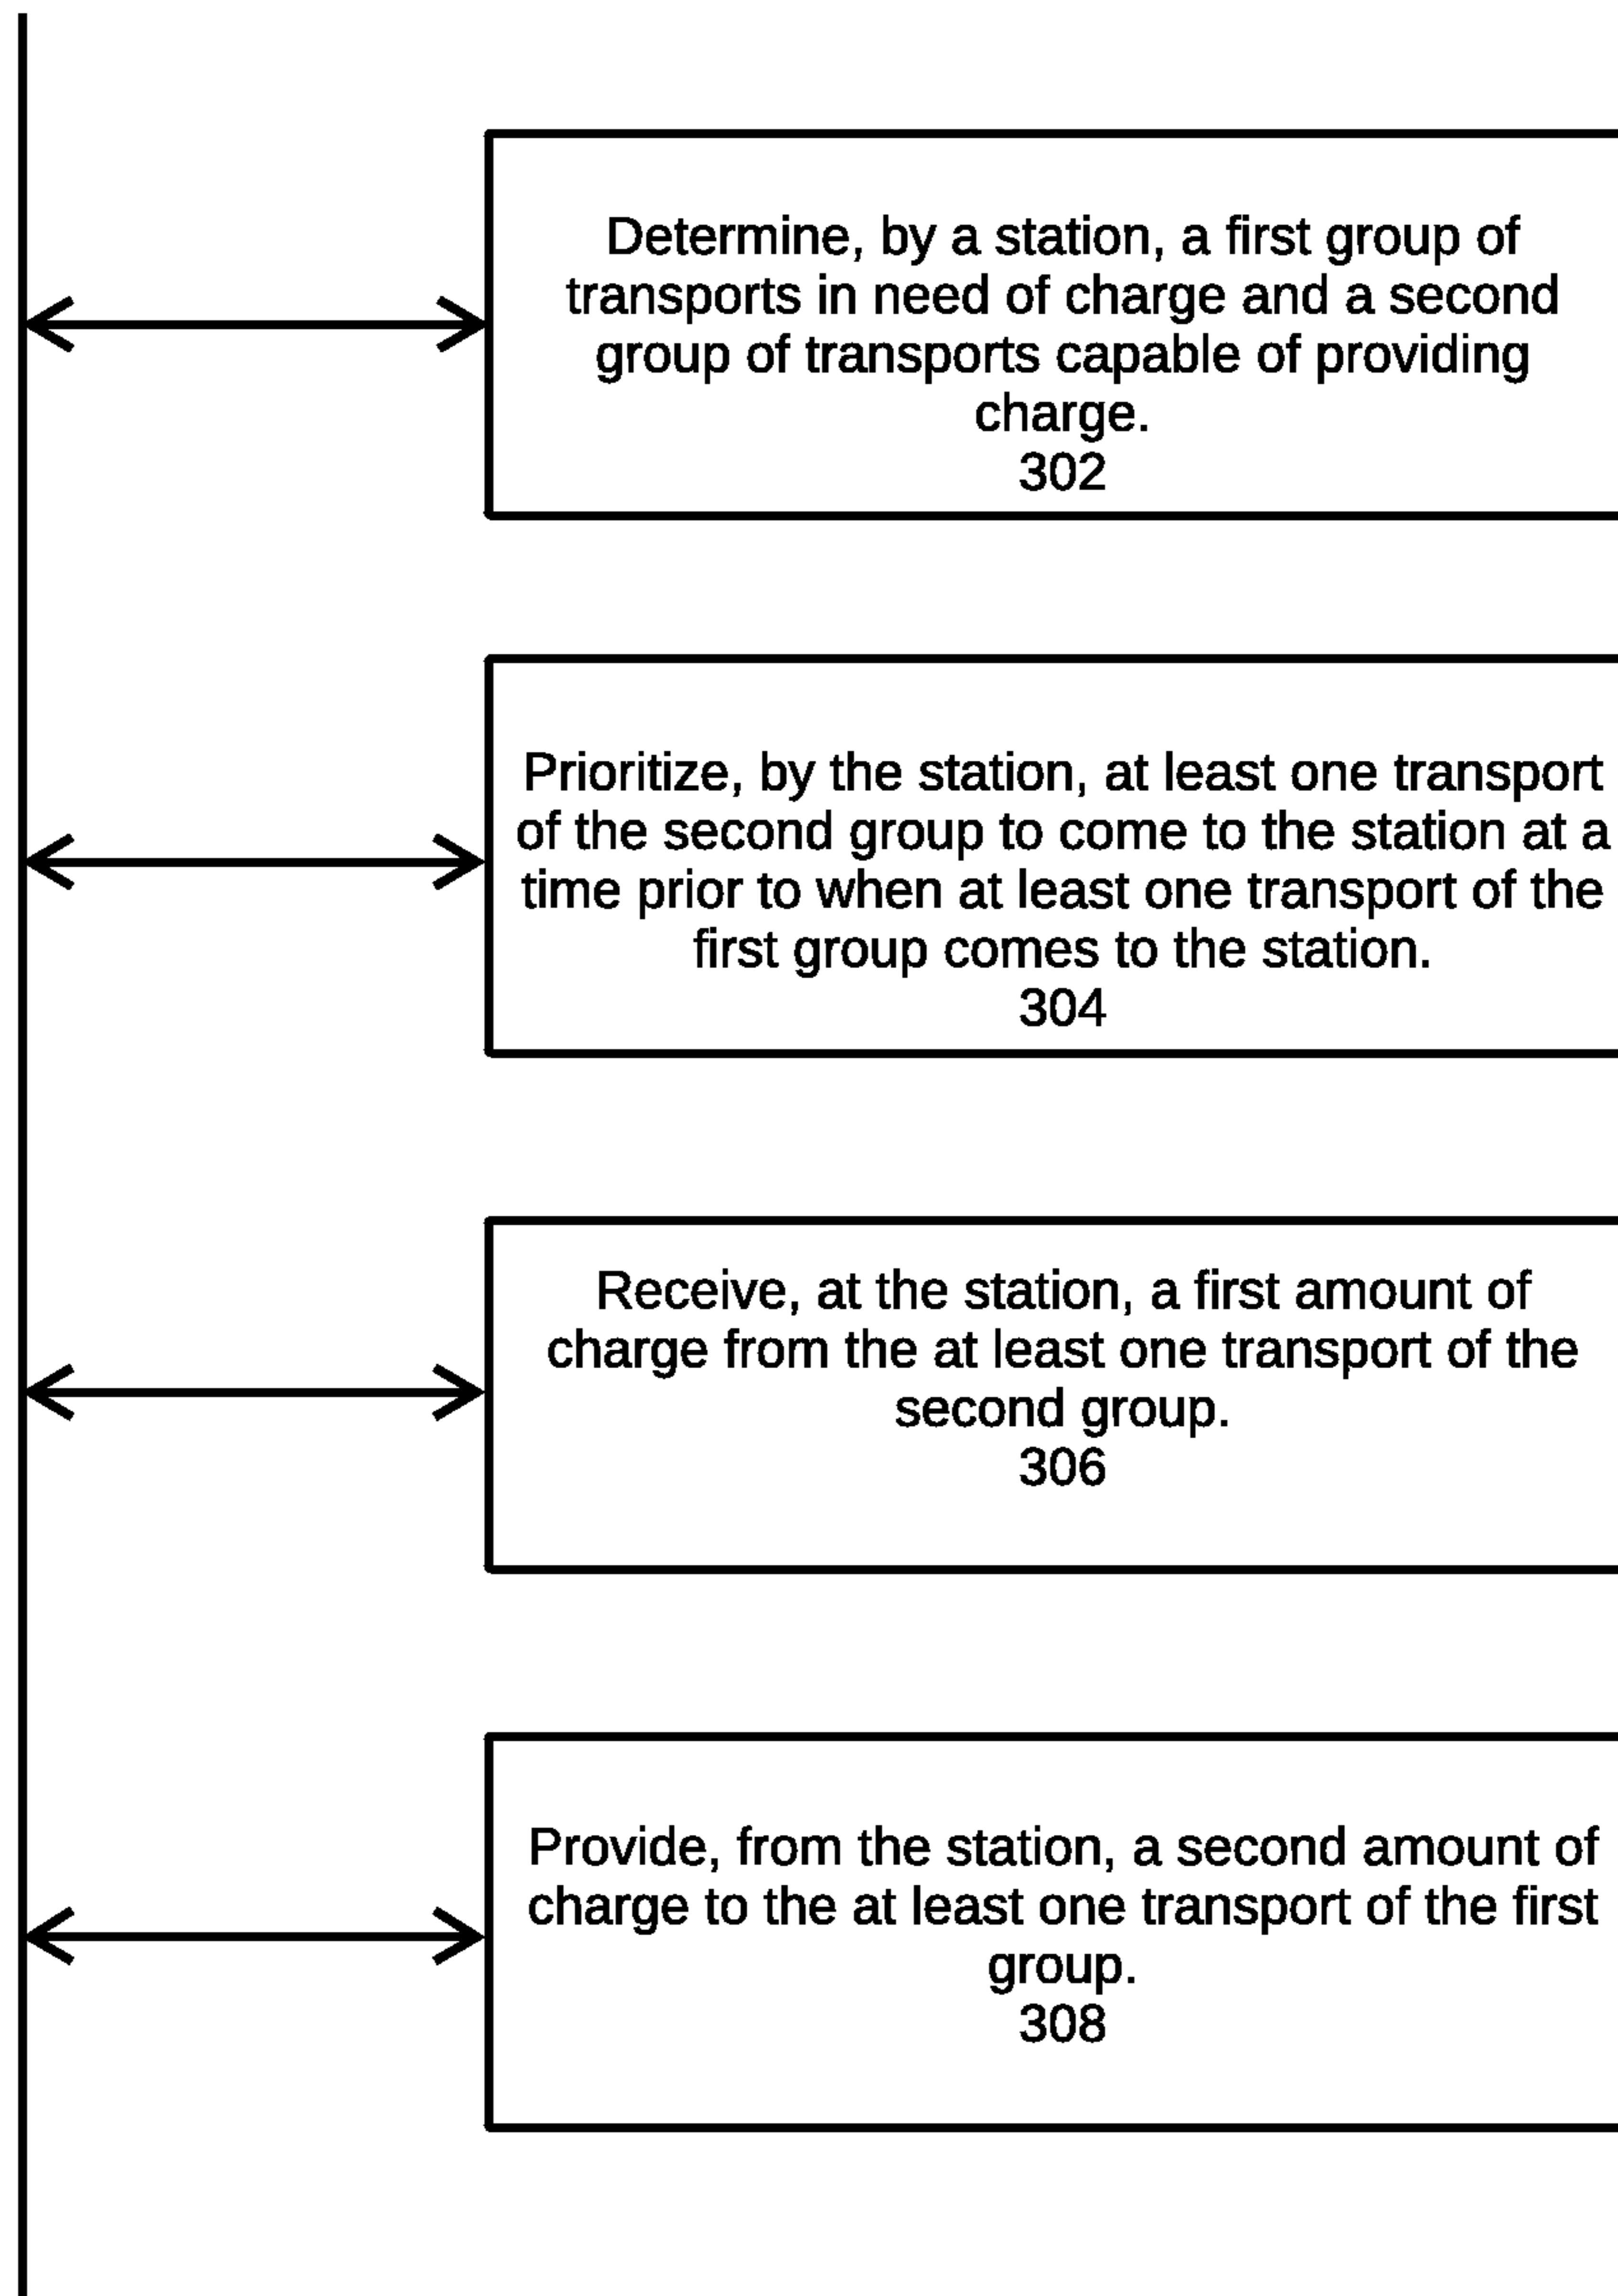 Determine, by a station, a first group of
transports in need of charge and a second
group of transports capable of providing
charge.
302
Prioritize, by the station, at least one transport
of the second group to come to the station at a
time prior to when at least one transport of the
first group comes to the station.
304
Receive, at the station, a first amount of
charge from the at least one transport of the
second group.
306
Provide, from the station, a second amount of
charge to the at least one transport of the first
group.
308